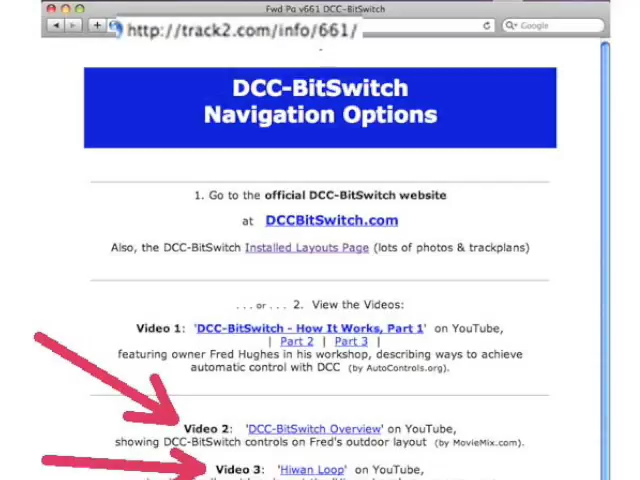 Fwd Pa v661 DCC-BitSwitch
http://track2.com/info/661/
Google
DCC-BitSwitch
Navigation Options
1. Go to the official DCC-BitSwitch website
at DCCBitSwitch.com
Also, the DCC-BitSwitch Installed Layouts Page (lots of photos & trackplans)
. . . or . . . 2. View the Videos:
Video 1: 'DCC-BitSwitch - How It Works, Part 1' on YouTube,
| Part 2 | Part 3 |
featuring owner Fred Hughes in his workshop, describing ways to achieve
automatic control with DCC (by AutoControls.org).
Video 2: 'DCC-BitSwitch Overview' on YouTube,
showing DCC-BitSwitch controls on Fred's outdoor layout (by MovieMix.com).
Video 3: 'Hiwan Loop' on YouTube,